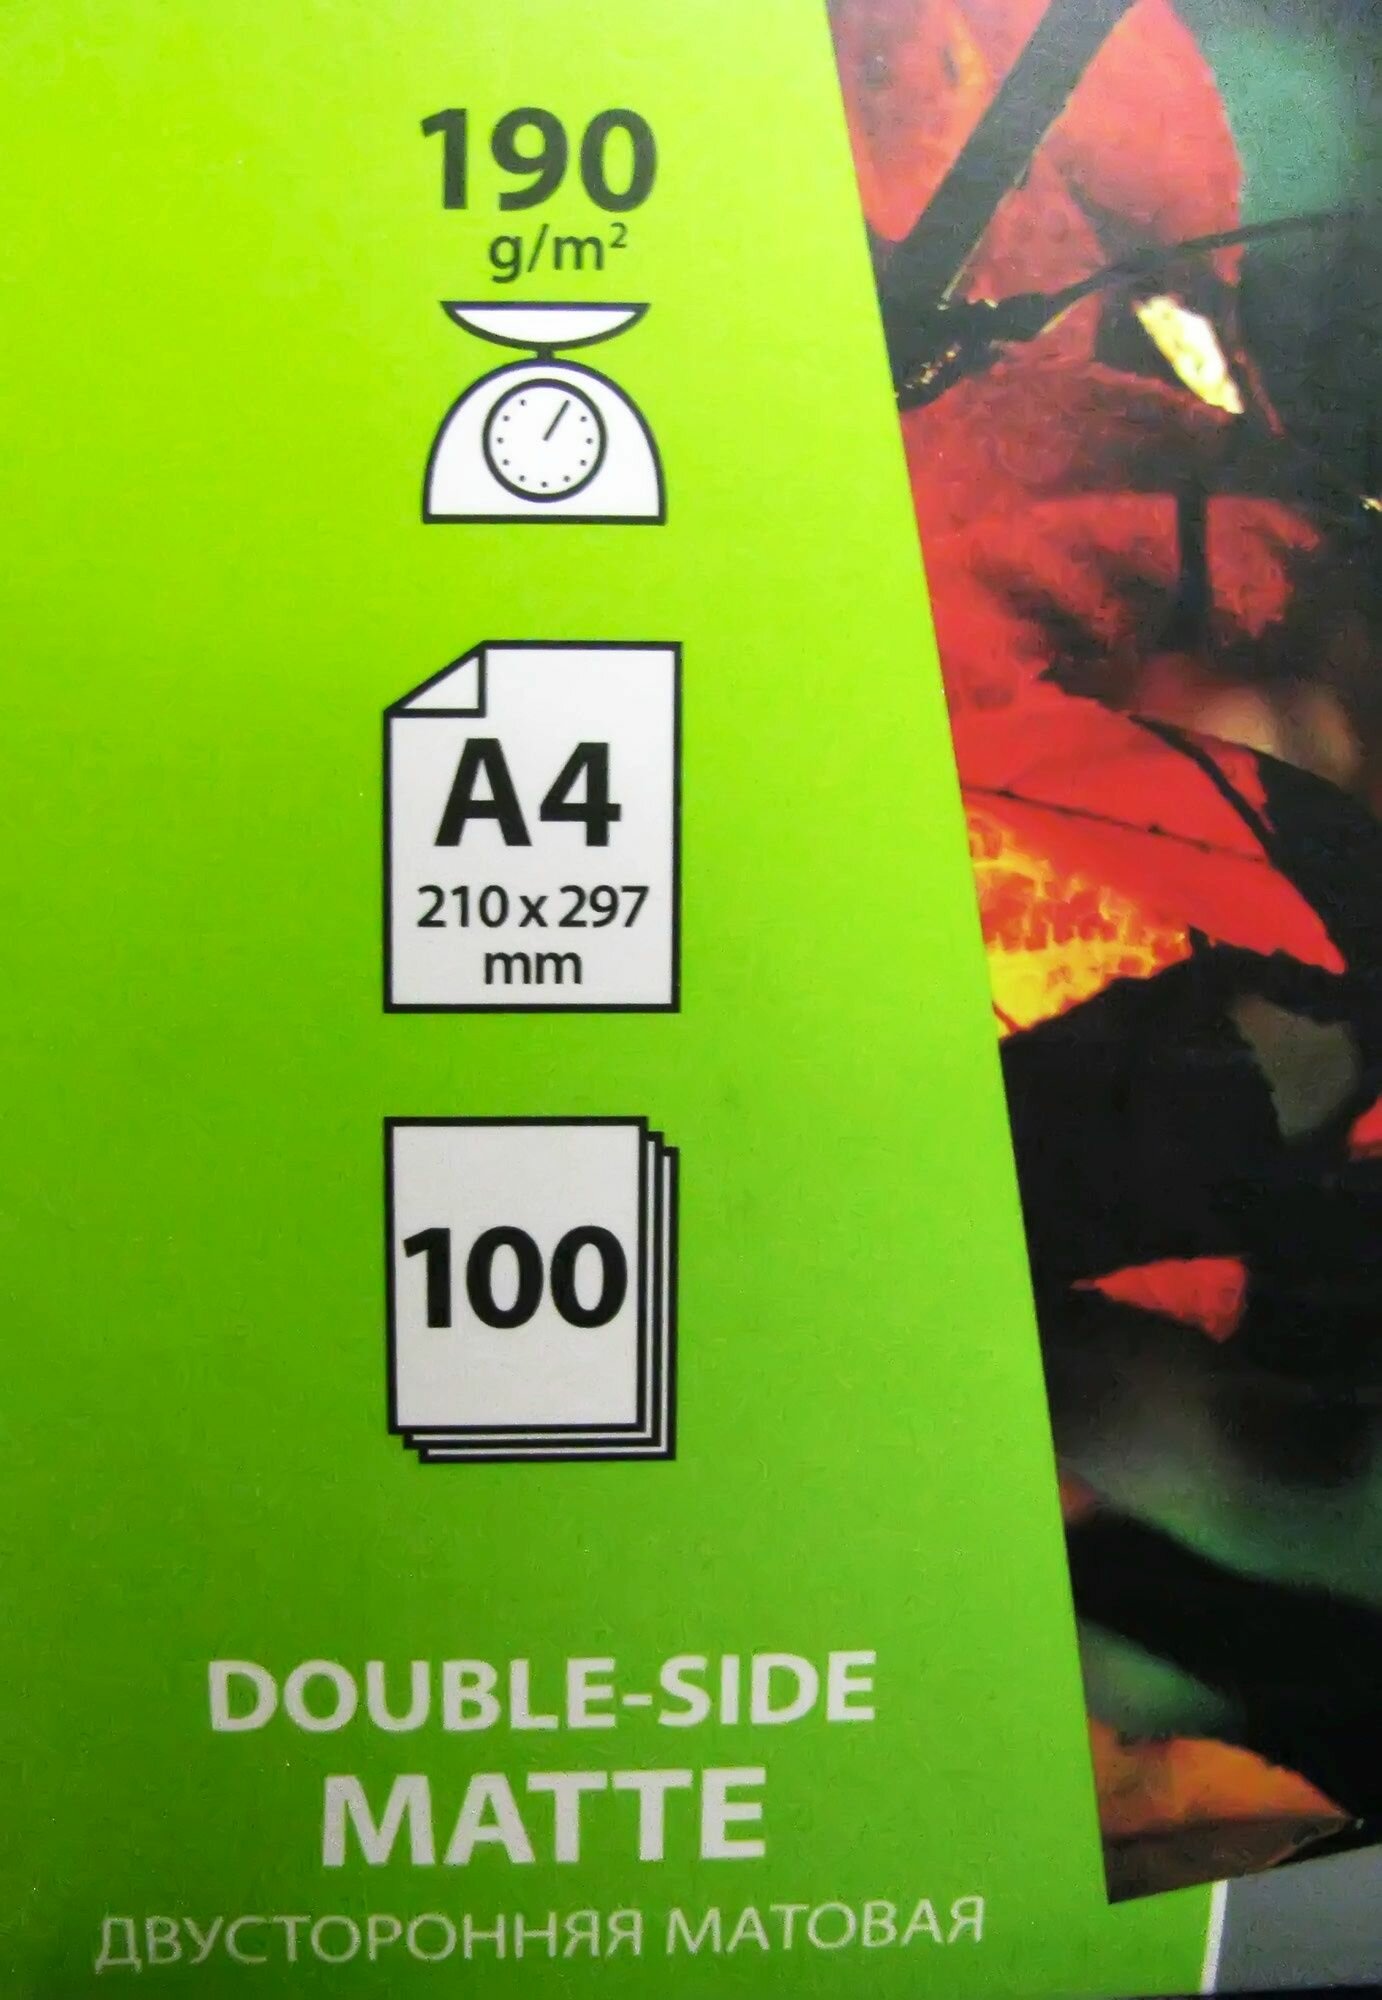 190
g/m²
A4
210 x 297
mm
100
DOUBLE-SIDE
MATTE
ДВУСТОРОННЯЯ МАТОВАЯ